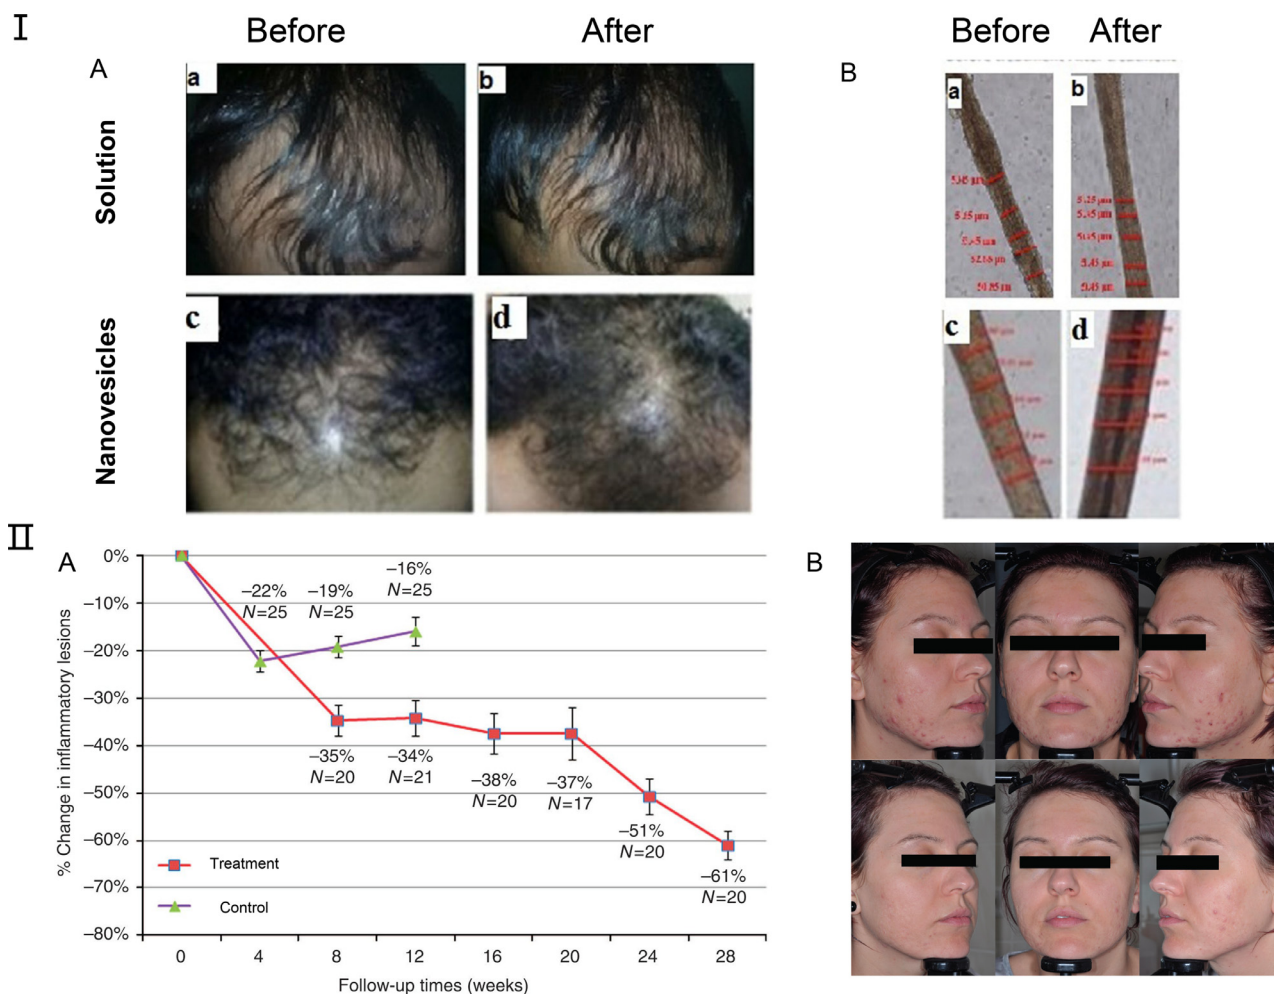 I
Before
After
Before
After
A
B
a
b
a
b
Solution
c
d
c
d
Nanovesicles
II
A
B
0%
–10%
–20%
–30%
–40%
–50%
–60%
–70%
–80%
% Change in inflammatory lesions
–22%
N=25
–19%
N=25
–16%
N=25
–35%
N=20
–34%
N=21
–38%
N=20
–37%
N=17
–51%
N=20
–61%
N=20
Treatment
Control
0 4 8 12 16 20 24 28
Follow-up times (weeks)